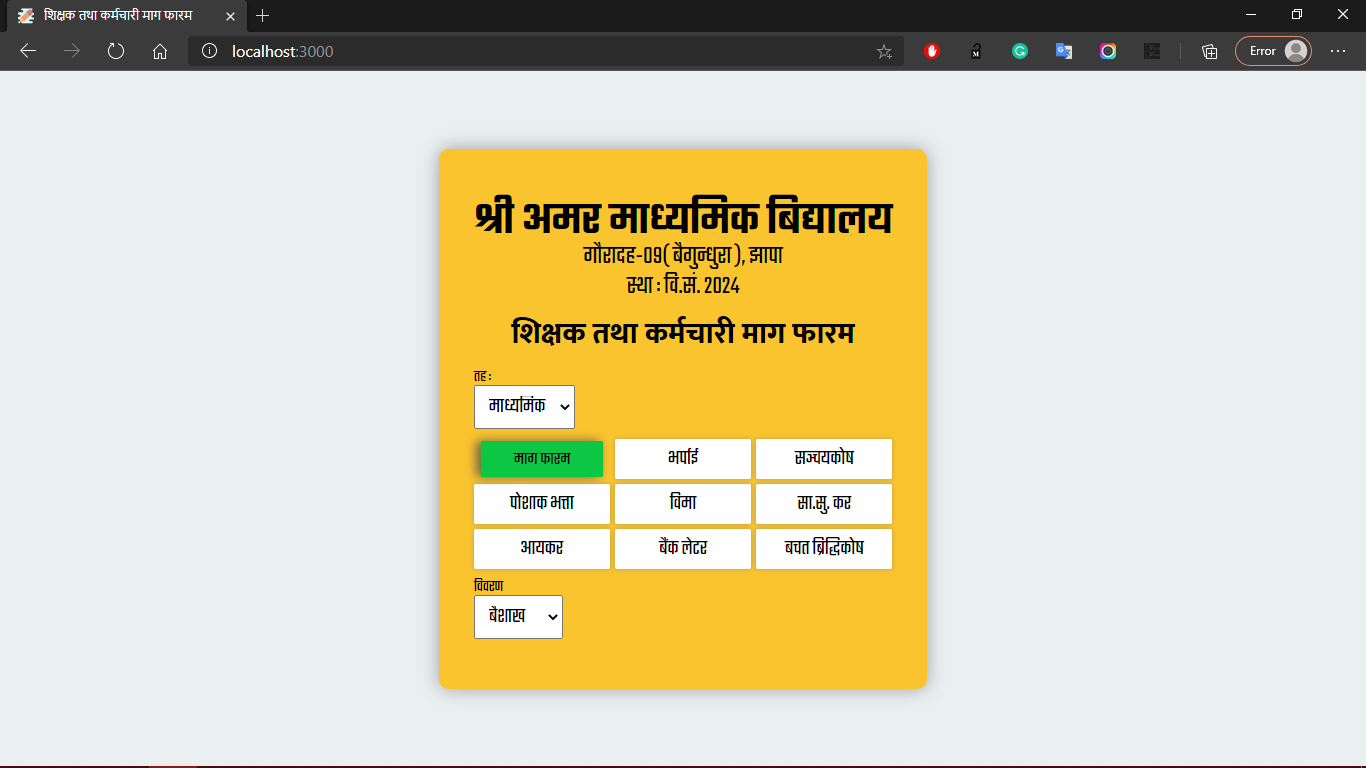 शिक्षक तथा कर्मचारी माग फारम
localhost:3000
Error
श्री अमर माध्यमिक बिद्यालय
गौरादह-09( बैगुन्धुरा ), झापा
स्था : वि.सं. 2024
शिक्षक तथा कर्मचारी माग फारम
तह :
माध्यमिक
माग फारम भर्पाई सञ्चयकोष
पोशाक भत्ता विमा सा.सु. कर
आयकर बैंक लेटर बचत ब्रिद्धिकोष
विवरण
बैशाख